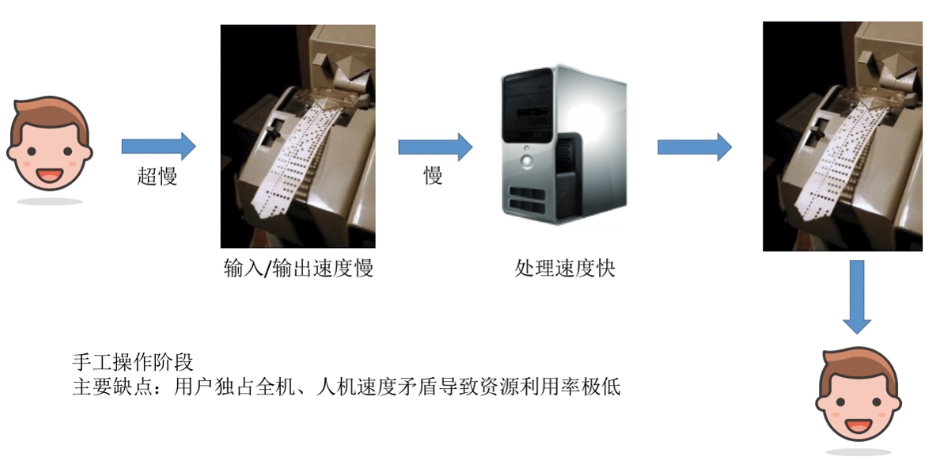 超慢
慢
输入/输出速度慢
处理速度快
手工操作阶段
主要缺点：用户独占全机、人机速度矛盾导致资源利用率极低